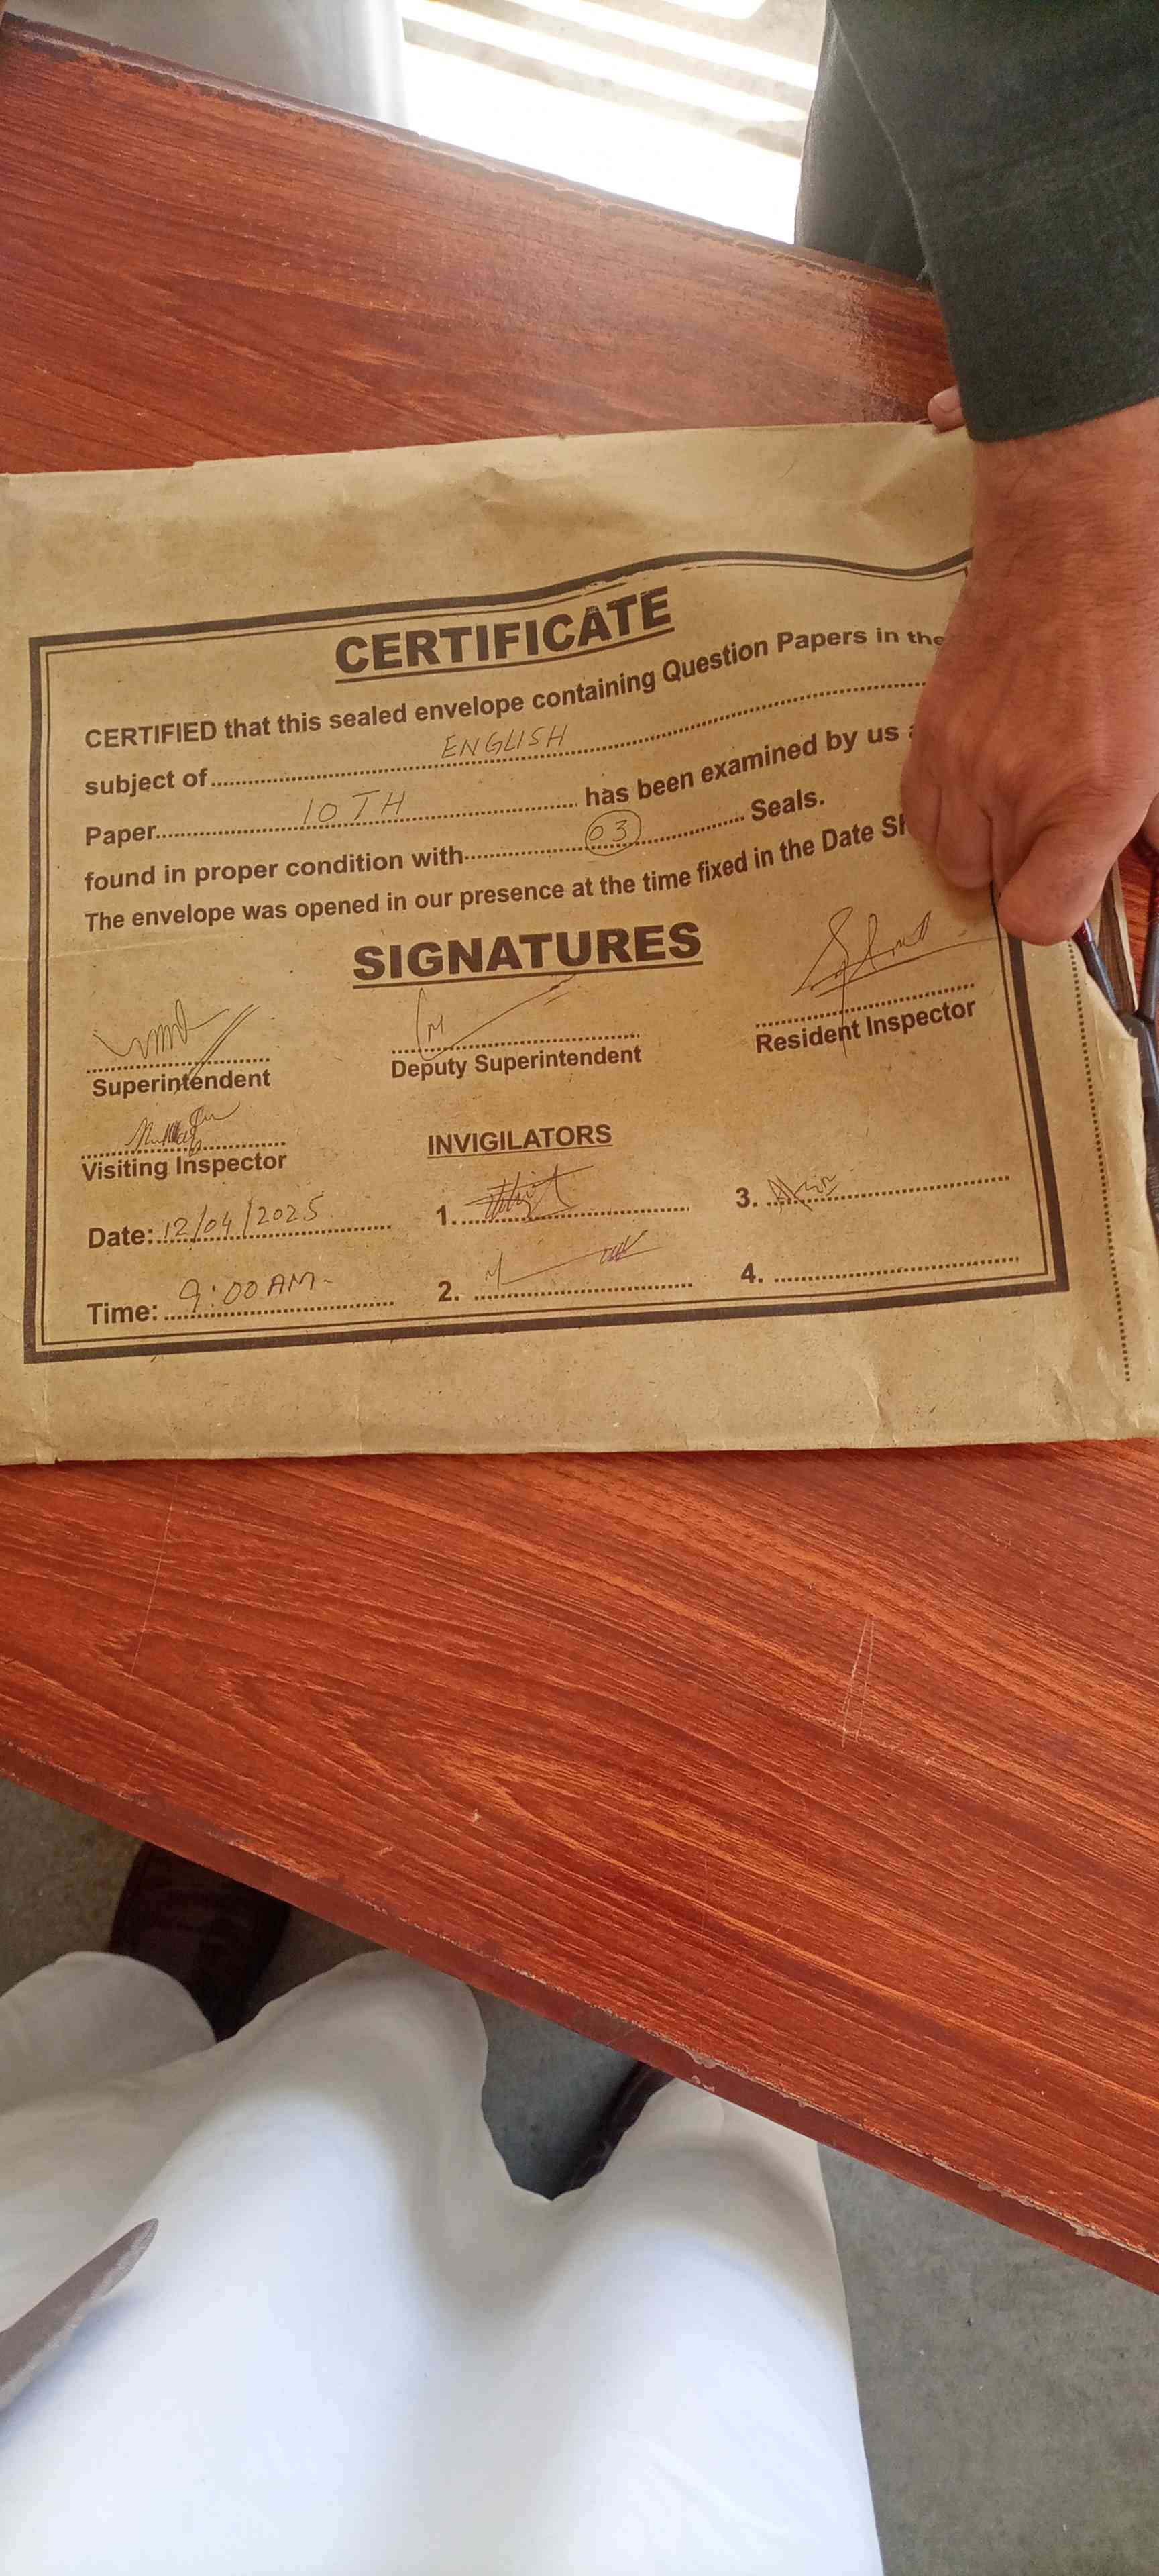 CERTIFICATE
CERTIFIED that this sealed envelope containing Question Papers in the
subject of ENGLISH
Paper 10TH has been examined by us
found in proper condition with 03 Seals.
The envelope was opened in our presence at the time fixed in the Date
SIGNATURES
Superintendent
Deputy Superintendent
Resident Inspector
Visiting Inspector
INVIGILATORS
Date: 12/04/2025
1.
3.
Time: 9:00 AM-
2.
4.